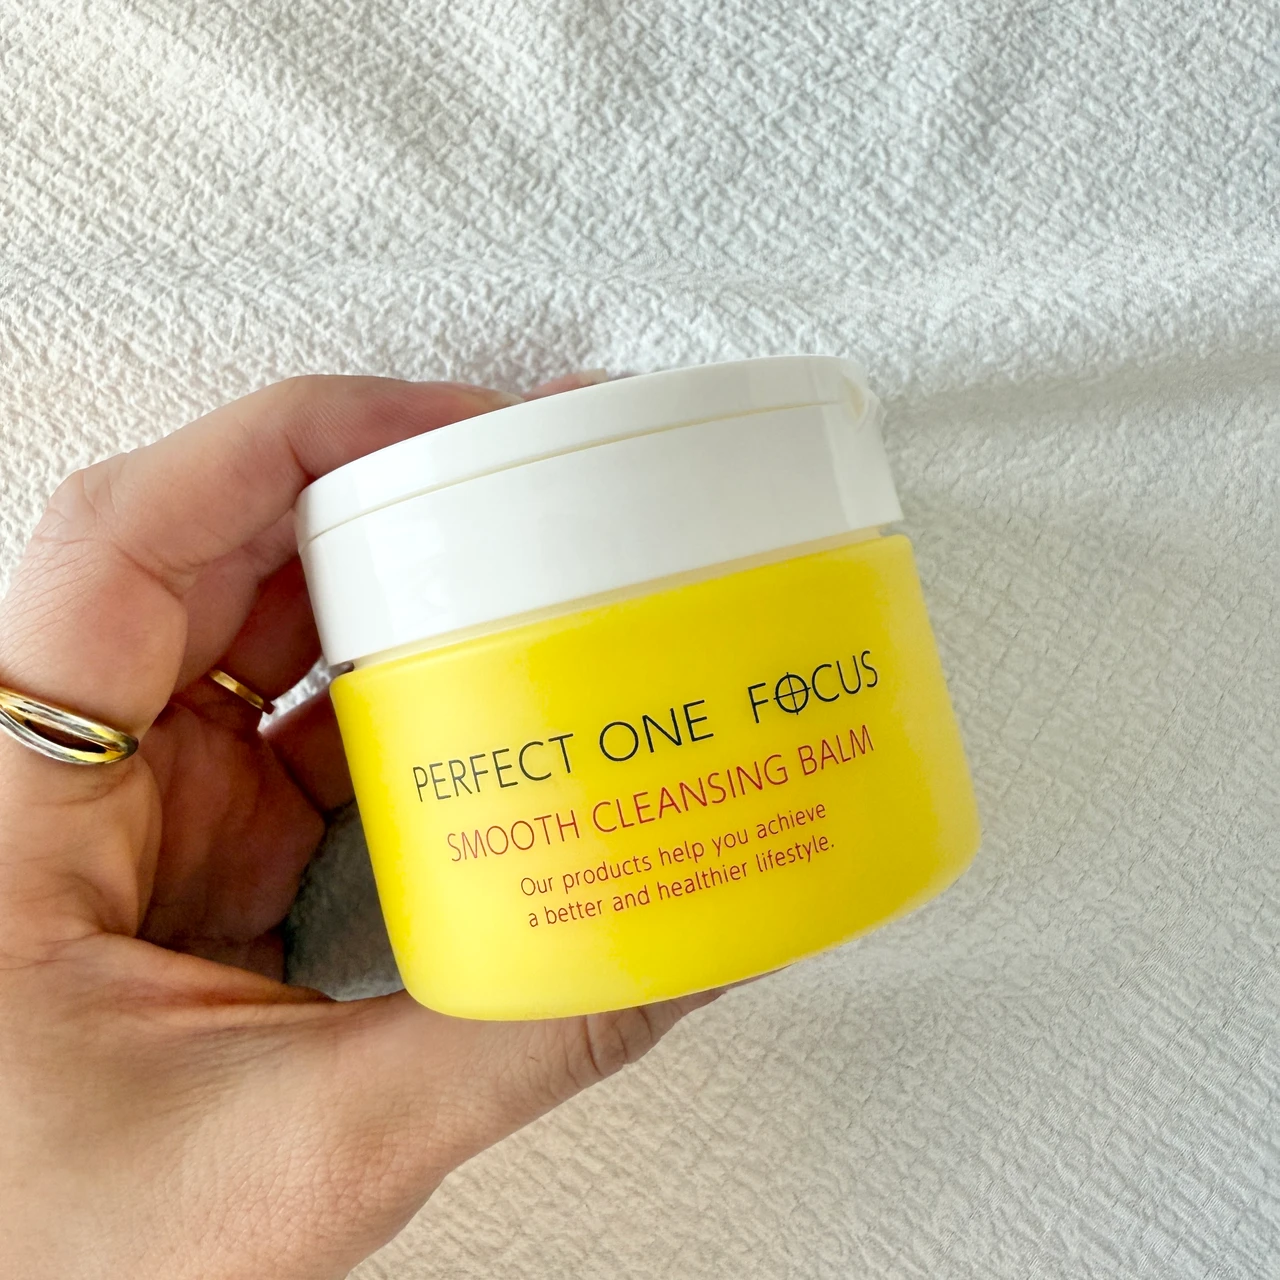 PERFECT ONE FOCUS
SMOOTH CLEANSING BALM
Our products help you achieve
a better and healthier lifestyle.